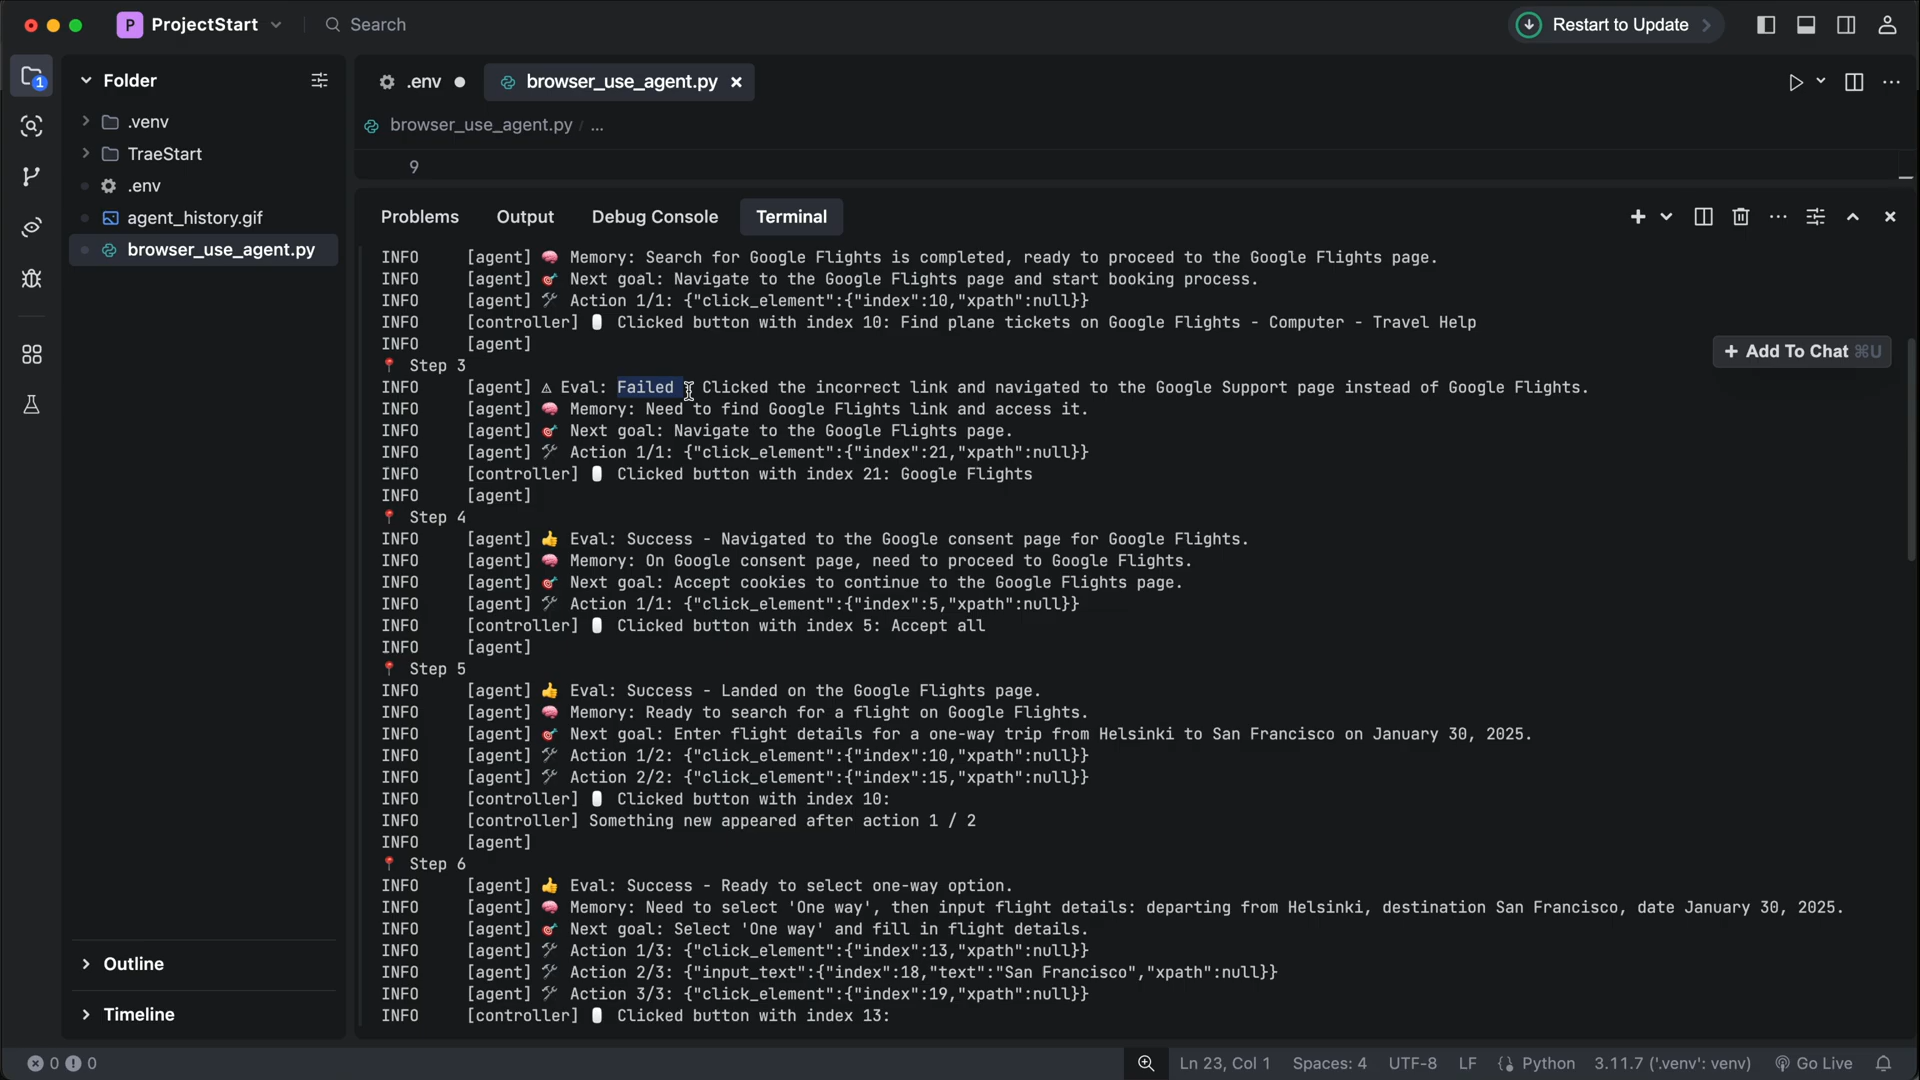 P ProjectStart
Search
Restart to Update
1
Folder
.venv
TraeStart
.env
agent_history.gif
browser_use_agent.py
Outline
Timeline
.env
browser_use_agent.py
browser_use_agent.py / ...
9
Problems Output Debug Console Terminal
INFO [agent] 🧠 Memory: Search for Google Flights is completed, ready to proceed to the Google Flights page.
INFO [agent] 🎯 Next goal: Navigate to the Google Flights page and start booking process.
INFO [agent] 🛠 Action 1/1: {"click_element":{"index":10,"xpath":null}}
INFO [controller] 🖱 Clicked button with index 10: Find plane tickets on Google Flights - Computer - Travel Help
INFO [agent]
📍 Step 3
+ Add To Chat ⌘U
INFO [agent] ⚠ Eval: Failed - Clicked the incorrect link and navigated to the Google Support page instead of Google Flights.
INFO [agent] 🧠 Memory: Need to find Google Flights link and access it.
INFO [agent] 🎯 Next goal: Navigate to the Google Flights page.
INFO [agent] 🛠 Action 1/1: {"click_element":{"index":21,"xpath":null}}
INFO [controller] 🖱 Clicked button with index 21: Google Flights
INFO [agent]
📍 Step 4
INFO [agent] 👍 Eval: Success - Navigated to the Google consent page for Google Flights.
INFO [agent] 🧠 Memory: On Google consent page, need to proceed to Google Flights.
INFO [agent] 🎯 Next goal: Accept cookies to continue to the Google Flights page.
INFO [agent] 🛠 Action 1/1: {"click_element":{"index":5,"xpath":null}}
INFO [controller] 🖱 Clicked button with index 5: Accept all
INFO [agent]
📍 Step 5
INFO [agent] 👍 Eval: Success - Landed on the Google Flights page.
INFO [agent] 🧠 Memory: Ready to search for a flight on Google Flights.
INFO [agent] 🎯 Next goal: Enter flight details for a one-way trip from Helsinki to San Francisco on January 30, 2025.
INFO [agent] 🛠 Action 1/2: {"click_element":{"index":10,"xpath":null}}
INFO [agent] 🛠 Action 2/2: {"click_element":{"index":15,"xpath":null}}
INFO [controller] 🖱 Clicked button with index 10:
INFO [controller] Something new appeared after action 1 / 2
INFO [agent]
📍 Step 6
INFO [agent] 👍 Eval: Success - Ready to select one-way option.
INFO [agent] 🧠 Memory: Need to select 'One way', then input flight details: departing from Helsinki, destination San Francisco, date January 30, 2025.
INFO [agent] 🎯 Next goal: Select 'One way' and fill in flight details.
INFO [agent] 🛠 Action 1/3: {"click_element":{"index":13,"xpath":null}}
INFO [agent] 🛠 Action 2/3: {"input_text":{"index":18,"text":"San Francisco","xpath":null}}
INFO [agent] 🛠 Action 3/3: {"click_element":{"index":19,"xpath":null}}
INFO [controller] 🖱 Clicked button with index 13:
0 0 Ln 23, Col 1 Spaces: 4 UTF-8 LF Python 3.11.7 ('.venv': venv) Go Live